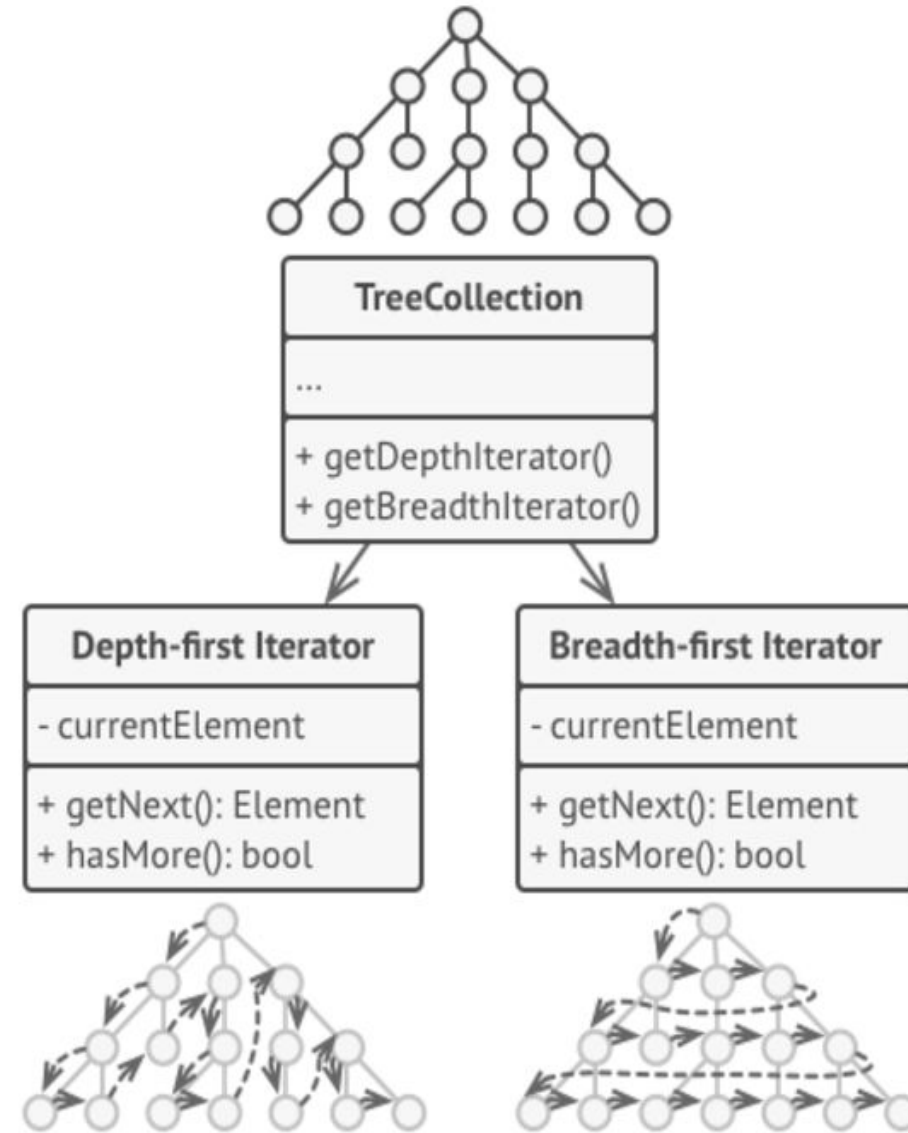 TreeCollection
...
+ getDepthIterator()
+ getBreadthIterator()
Depth-first Iterator
- currentElement
+ getNext(): Element
+ hasMore(): bool
Breadth-first Iterator
- currentElement
+ getNext(): Element
+ hasMore(): bool